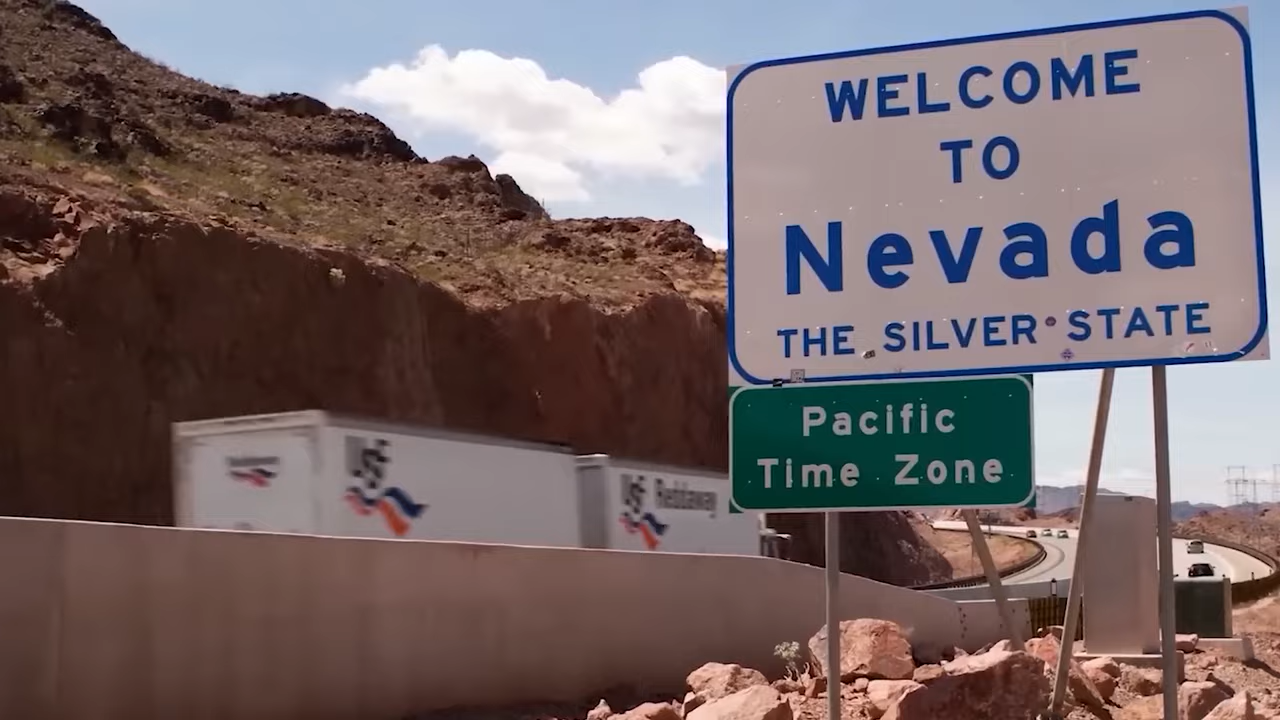 WELCOME
TO
Nevada
THE SILVER STATE
Pacific
Time Zone
USF
USF Reddaway